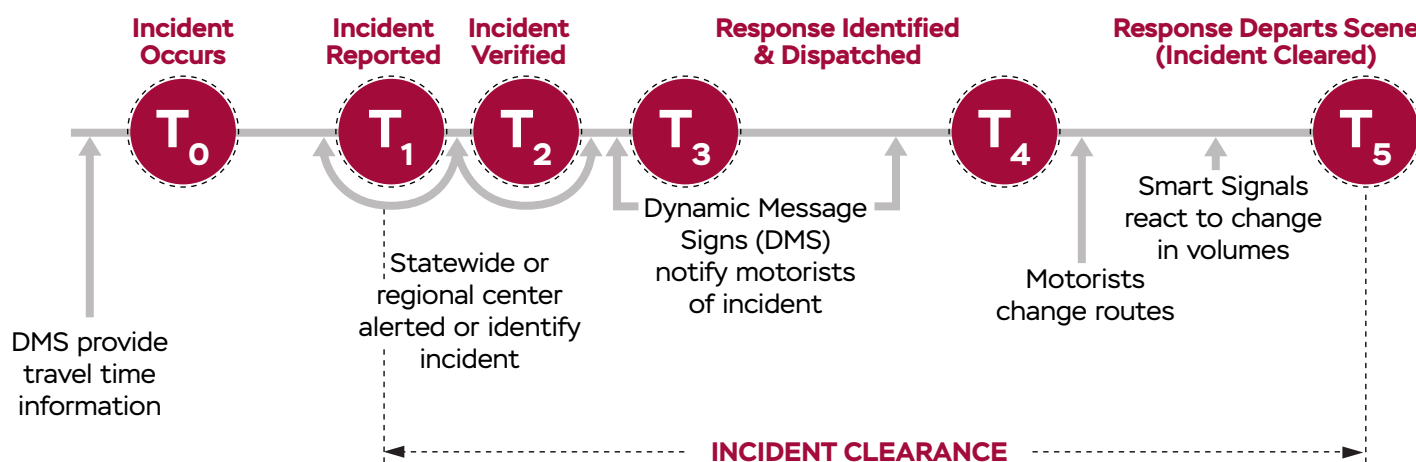 Incident
Occurs
Incident
Reported
Incident
Verified
Response Identified
& Dispatched
Response Departs Scene
(Incident Cleared)
T0
T1
T2
T3
T4
T5
DMS provide
travel time
information
Statewide or
regional center
alerted or identify
incident
Dynamic Message
Signs (DMS)
notify motorists
of incident
Motorists
change routes
Smart Signals
react to change
in volumes
INCIDENT CLEARANCE